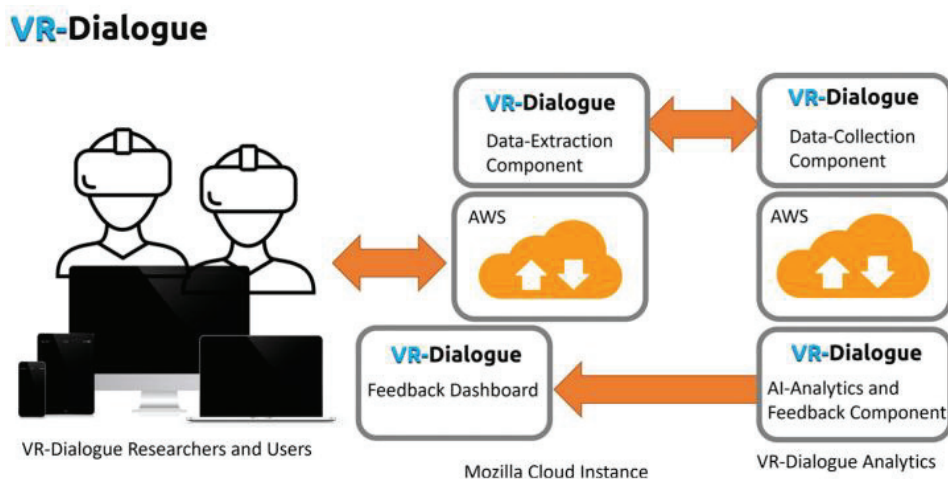 VR-Dialogue
VR-Dialogue
Data-Extraction
Component
VR-Dialogue
Data-Collection
Component
AWS
AWS
VR-Dialogue
Feedback Dashboard
VR-Dialogue
AI-Analytics and
Feedback Component
VR-Dialogue Researchers and Users
Mozilla Cloud Instance
VR-Dialogue Analytics